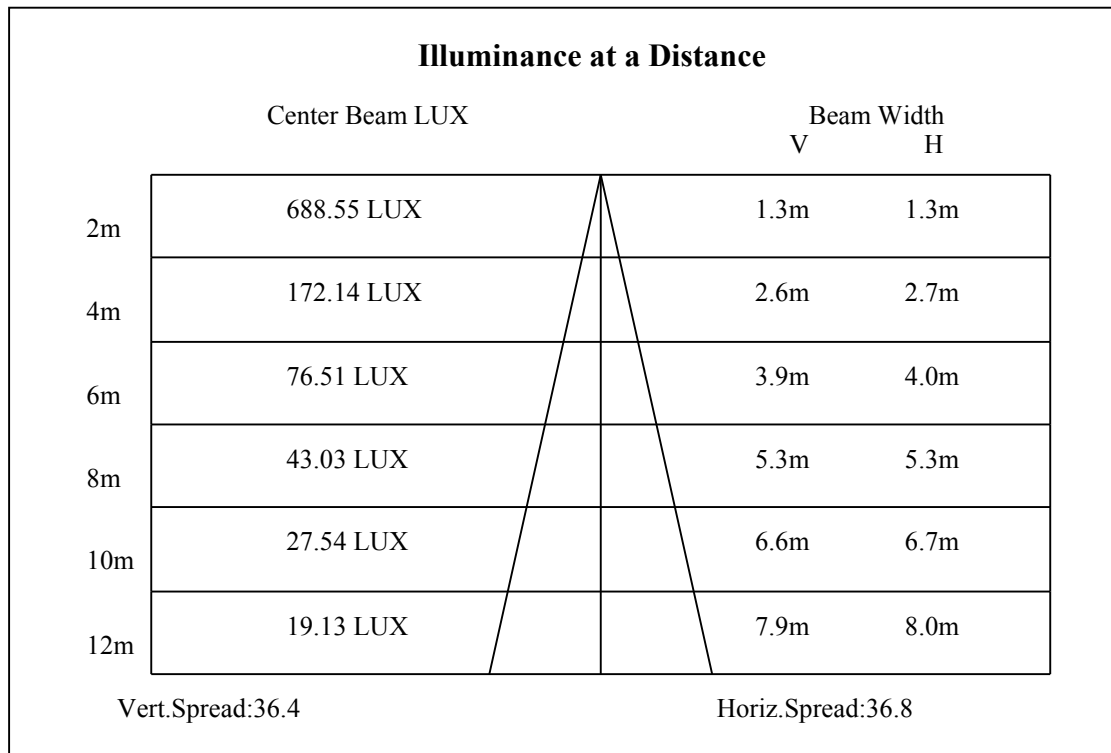 Illuminance at a Distance
Center Beam LUX Beam Width
V H
2m 688.55 LUX 1.3m 1.3m
4m 172.14 LUX 2.6m 2.7m
6m 76.51 LUX 3.9m 4.0m
8m 43.03 LUX 5.3m 5.3m
10m 27.54 LUX 6.6m 6.7m
12m 19.13 LUX 7.9m 8.0m
Vert.Spread:36.4 Horiz.Spread:36.8